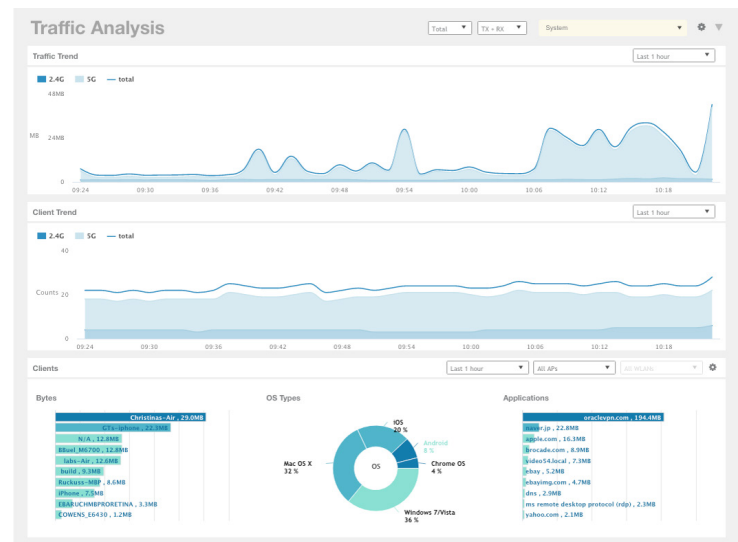 Traffic Analysis
Total
TX + RX
System
Traffic Trend
Last 1 hour
2.4G 5G total
48MB
MB 24MB
0
09:24 09:30 09:36 09:42 09:48 09:54 10:00 10:06 10:12 10:18
Client Trend
Last 1 hour
2.4G 5G total
40
Counts 20
0
09:24 09:30 09:36 09:42 09:48 09:54 10:00 10:06 10:12 10:18
Clients
Last 1 hour
All APs
All WLANs
Bytes
Christinas-Air , 29.0MB
N/A , 12.8MB
BBuel_M6700 , 12.8MB
labs-Air , 12.6MB
build , 9.3MB
Ruckuss-MBP , 8.6MB
iPhone , 7.5MB
EBARUCHMBPRORETINA , 3.3MB
COWENS_E6430 , 1.2MB
OS Types
OS
iOS
20 %
Android
8 %
Chrome OS
4 %
Windows 7/Vista
36 %
Mac OS X
32 %
Applications
oraclevpn.com , 194.4MB
naver.jp , 22.8MB
apple.com , 16.3MB
brocade.com , 8.9MB
video54.local , 7.3MB
ebay , 5.2MB
ebayimg.com , 4.7MB
dns , 2.9MB
ms remote desktop protocol (rdp) , 2.3MB
yahoo.com , 2.1MB